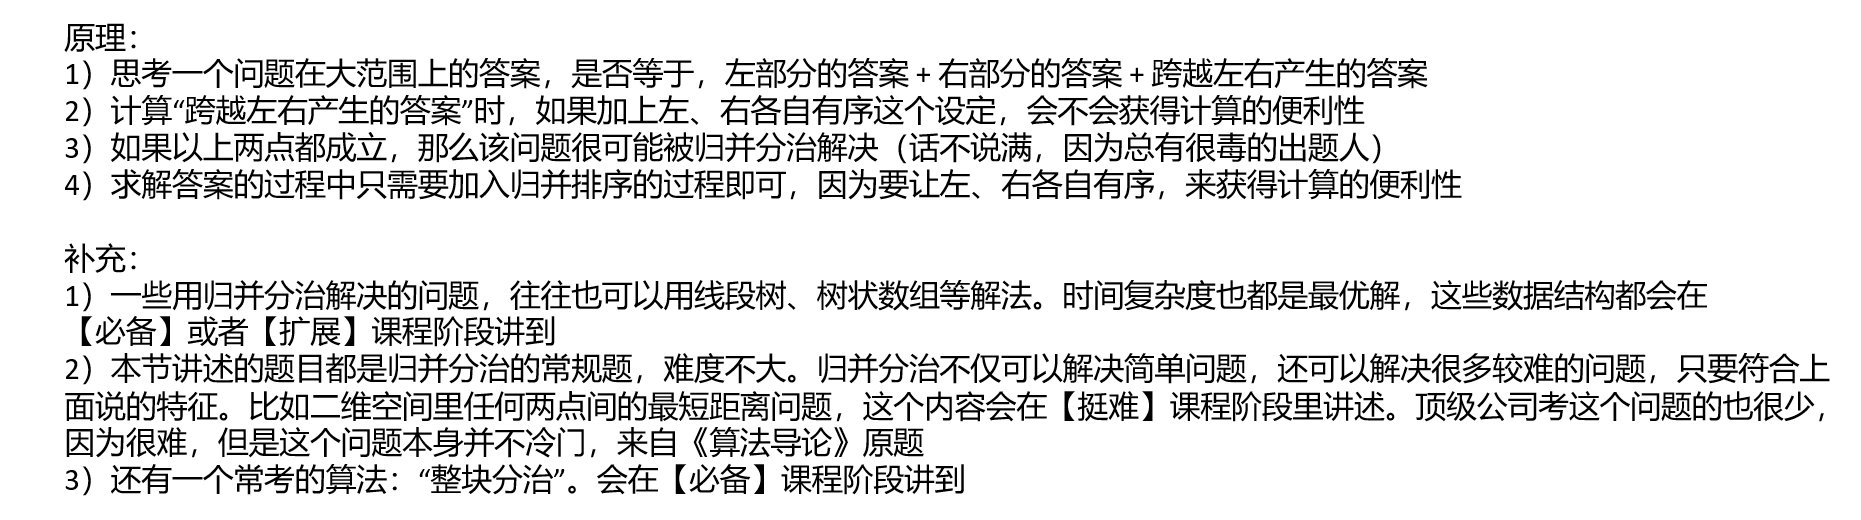 原理：
1）思考一个问题在大范围上的答案，是否等于，左部分的答案 + 右部分的答案 + 跨越左右产生的答案
2）计算“跨越左右产生的答案”时，如果加上左、右各自有序这个设定，会不会获得计算的便利性
3）如果以上两点都成立，那么该问题很可能被归并分治解决（话不说满，因为总有很毒的出题人）
4）求解答案的过程中只需要加入归并排序的过程即可，因为要让左、右各自有序，来获得计算的便利性
补充：
1）一些用归并分治解决的问题，往往也可以用线段树、树状数组等解法。时间复杂度也都是最优解，这些数据结构都会在
【必备】或者【扩展】课程阶段讲到
2）本节讲述的题目都是归并分治的常规题，难度不大。归并分治不仅可以解决简单问题，还可以解决很多较难的问题，只要符合上
面说的特征。比如二维空间里任何两点间的最短距离问题，这个内容会在【挺难】课程阶段里讲述。顶级公司考这个问题的也很少，
因为很难，但是这个问题本身并不冷门，来自《算法导论》原题
3）还有一个常考的算法：“整块分治”。会在【必备】课程阶段讲到